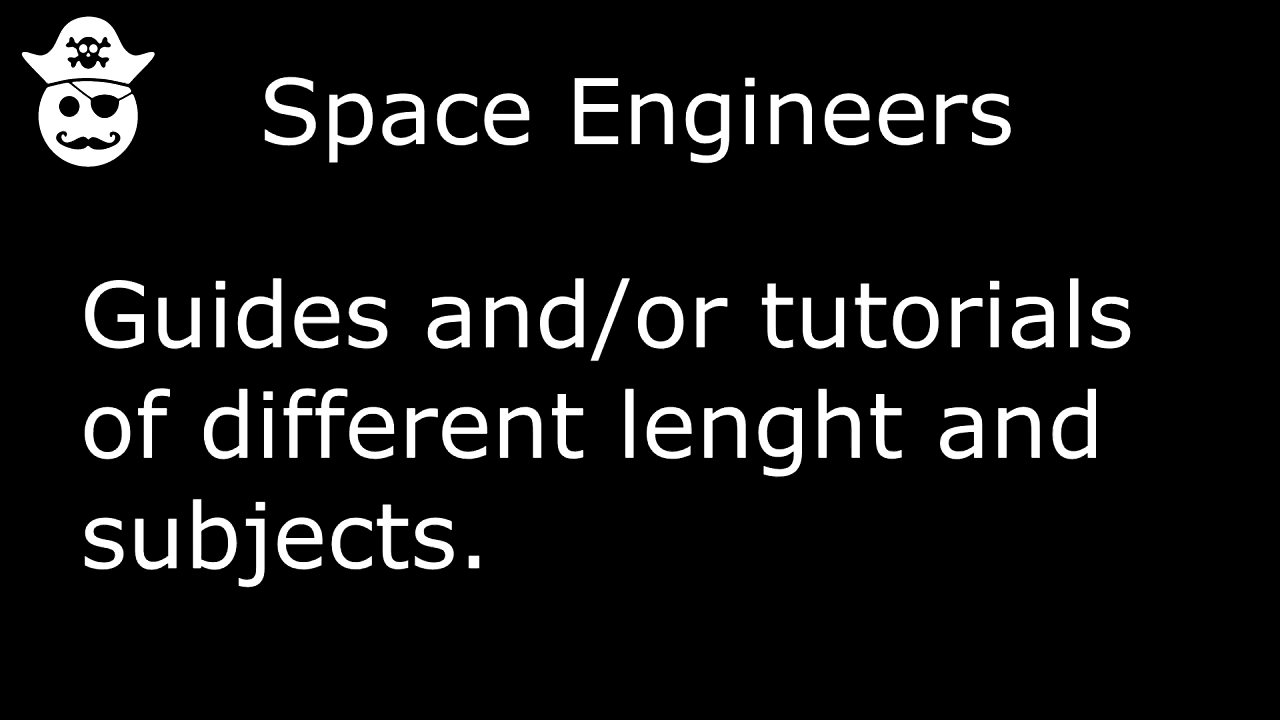 Space Engineers
Guides and/or tutorials
of different lenght and
subjects.